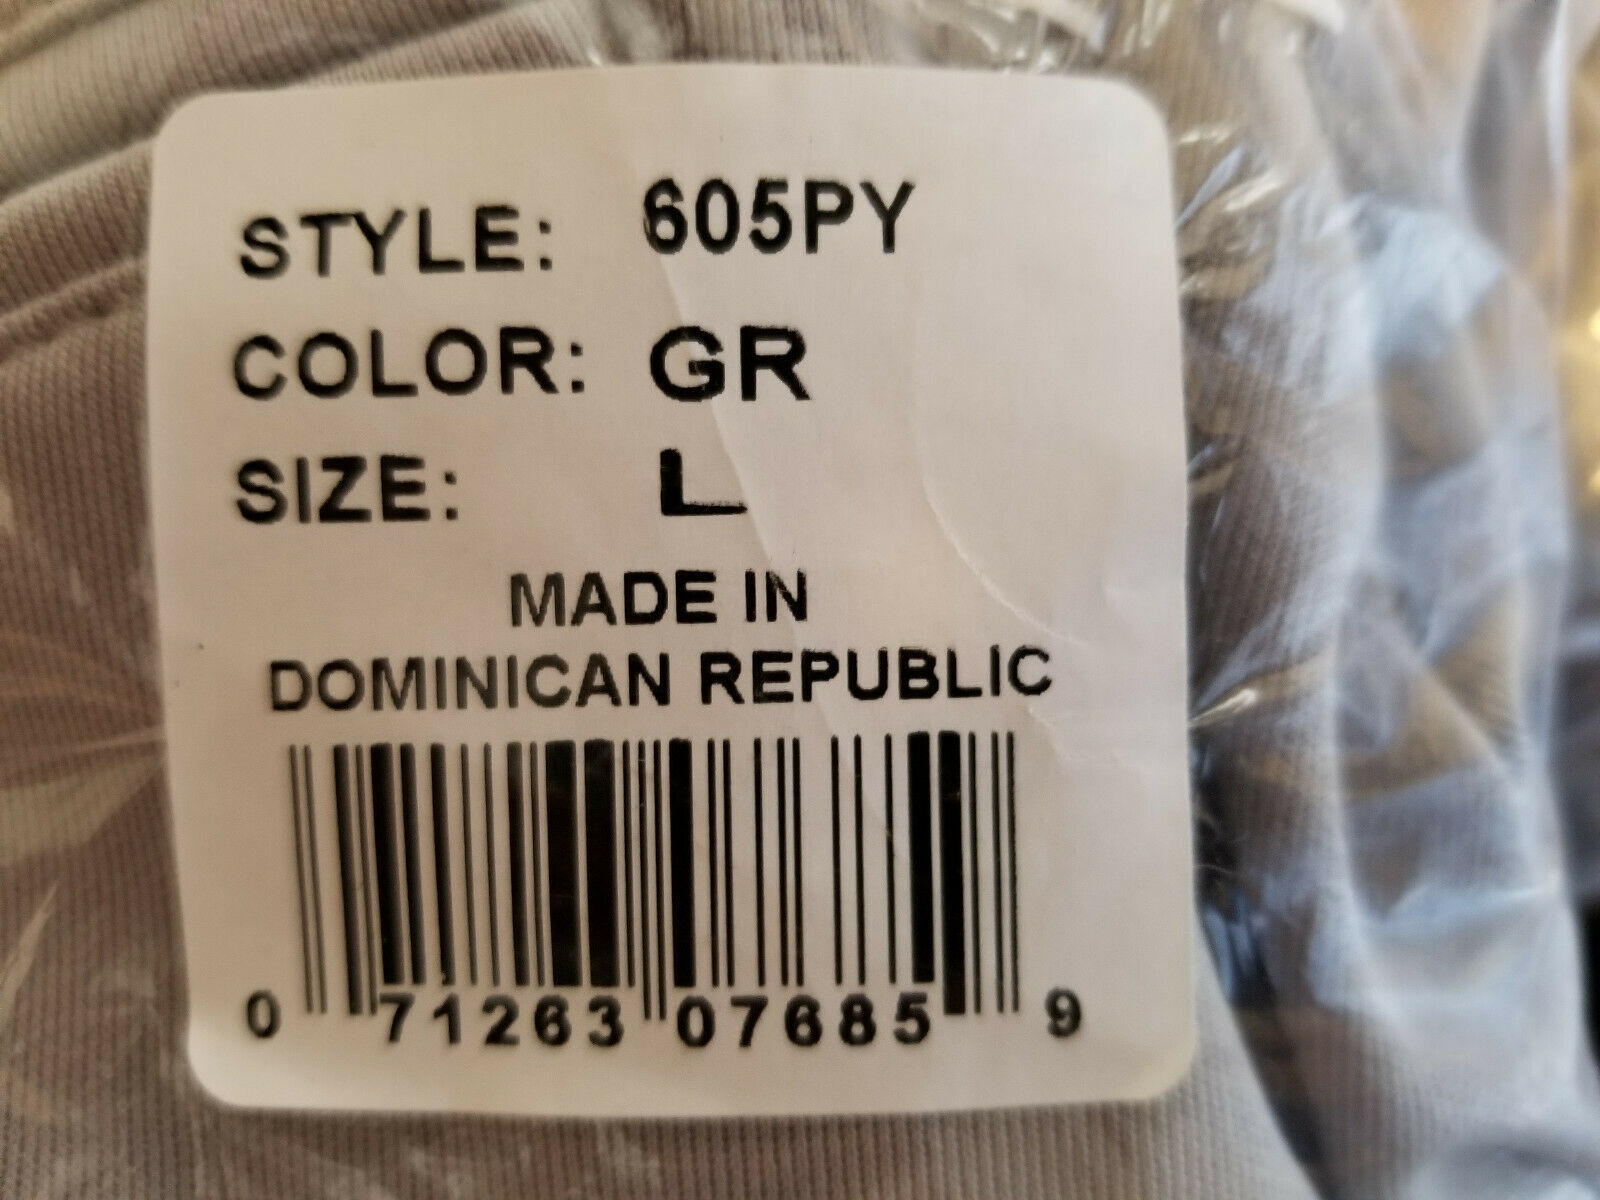 STYLE: 605PY
COLOR: GR
SIZE: L
MADE IN
DOMINICAN REPUBLIC
0 71263 07685 9